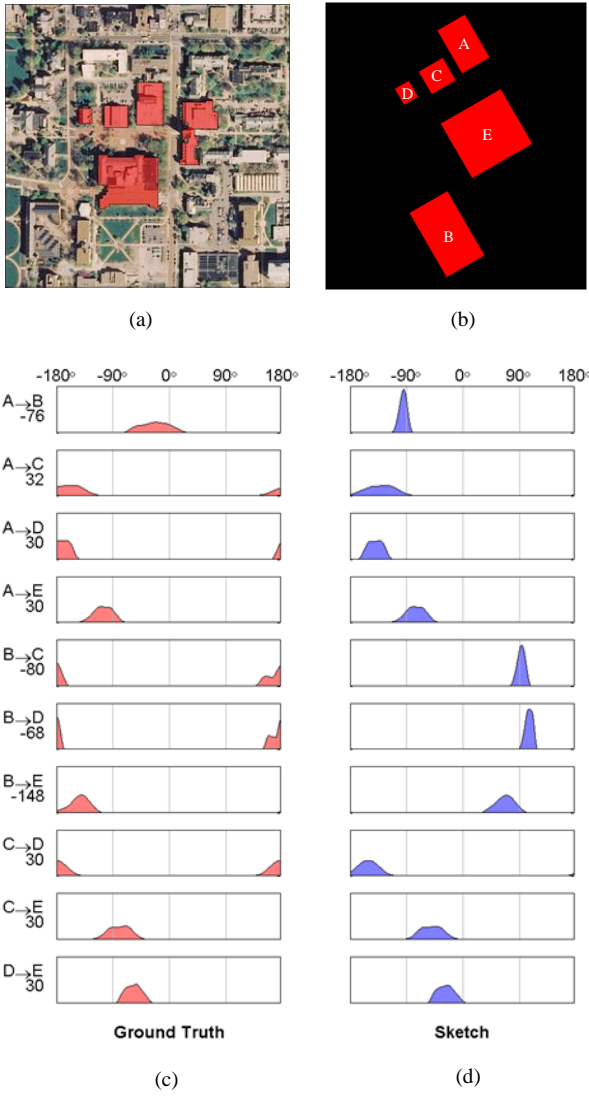 A
C
D
E
B
(a) (b)
-180° -90° 0° 90° 180° -180° -90° 0° 90° 180°
A→B
-76
A→C
32
A→D
30
A→E
30
B→C
-80
B→D
-68
B→E
-148
C→D
30
C→E
30
D→E
30
Ground Truth Sketch
(c) (d)